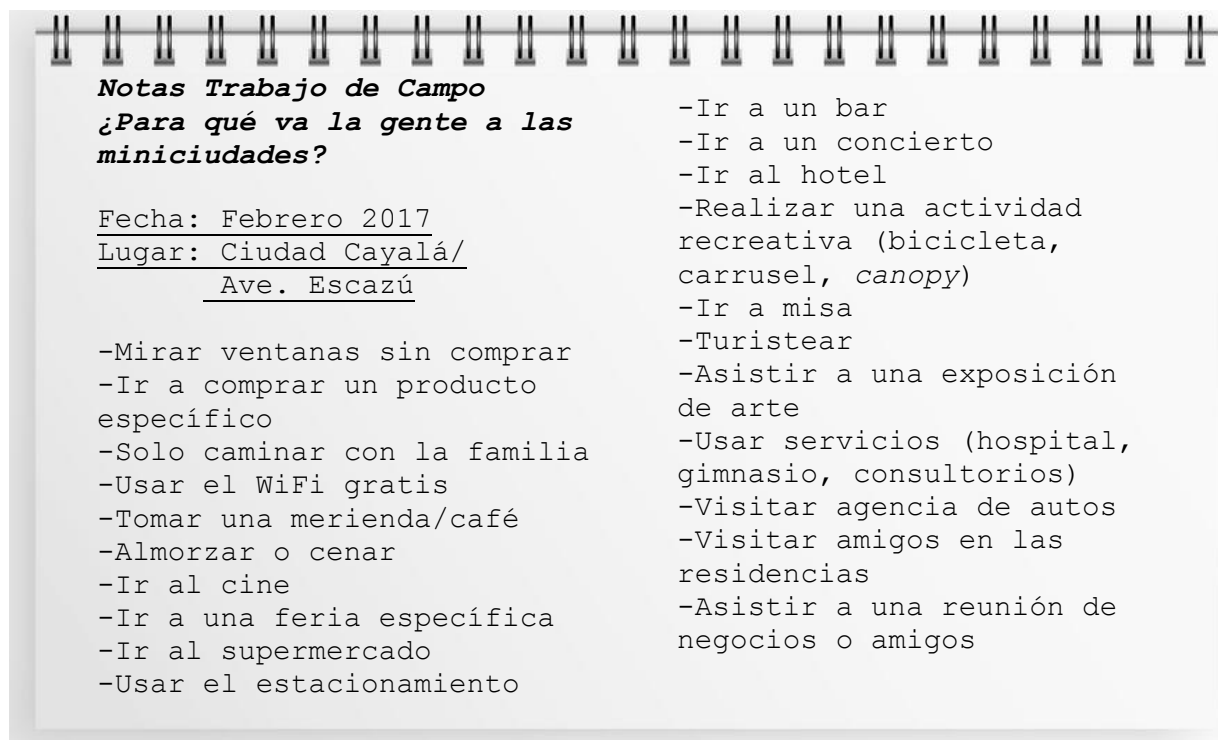 Notas Trabajo de Campo
¿Para qué va la gente a las
miniciudades?
Fecha: Febrero 2017
Lugar: Ciudad Cayalá/
Ave. Escazú
-Mirar ventanas sin comprar
-Ir a comprar un producto
específico
-Solo caminar con la familia
-Usar el WiFi gratis
-Tomar una merienda/café
-Almorzar o cenar
-Ir al cine
-Ir a una feria específica
-Ir al supermercado
-Usar el estacionamiento
-Ir a un bar
-Ir a un concierto
-Ir al hotel
-Realizar una actividad
recreativa (bicicleta,
carrusel, canopy)
-Ir a misa
-Turistear
-Asistir a una exposición
de arte
-Usar servicios (hospital,
gimnasio, consultorios)
-Visitar agencia de autos
-Visitar amigos en las
residencias
-Asistir a una reunión de
negocios o amigos